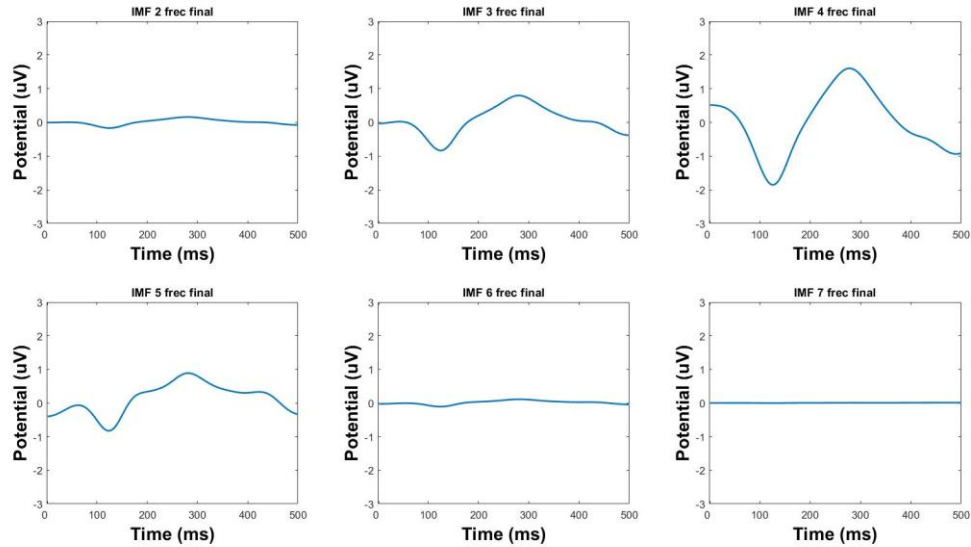 IMF 2 frec final
3
2
1
0
-1
-2
-3
Potential (uV)
0 100 200 300 400 500
Time (ms)
IMF 3 frec final
3
2
1
0
-1
-2
-3
Potential (uV)
0 100 200 300 400 500
Time (ms)
IMF 4 frec final
3
2
1
0
-1
-2
-3
Potential (uV)
0 100 200 300 400 500
Time (ms)
IMF 5 frec final
3
2
1
0
-1
-2
-3
Potential (uV)
0 100 200 300 400 500
Time (ms)
IMF 6 frec final
3
2
1
0
-1
-2
-3
Potential (uV)
0 100 200 300 400 500
Time (ms)
IMF 7 frec final
3
2
1
0
-1
-2
-3
Potential (uV)
0 100 200 300 400 500
Time (ms)